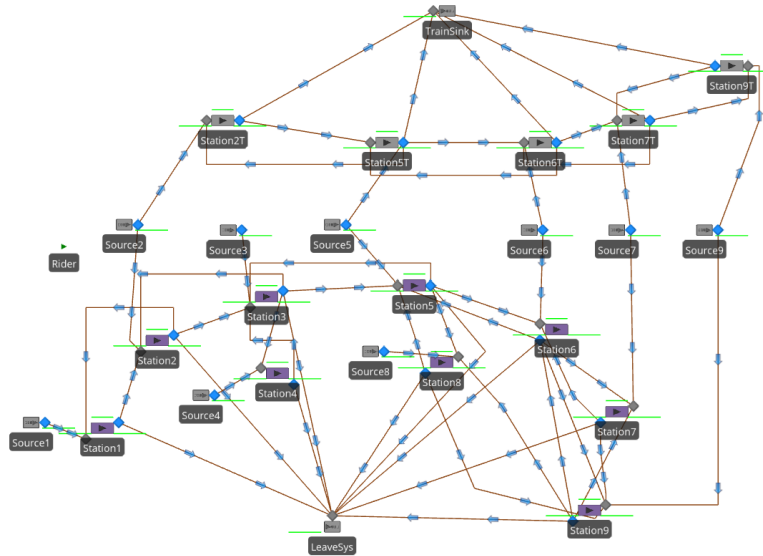 TrainSink
Station9T
Station2T
Station5T
Station6T
Station7T
Source2
Source3
Source5
Source6
Source7
Source9
Rider
Station3
Station5
Station2
Station6
Source8
Station8
Station4
Source4
Source1
Station1
Station7
Station9
LeaveSys